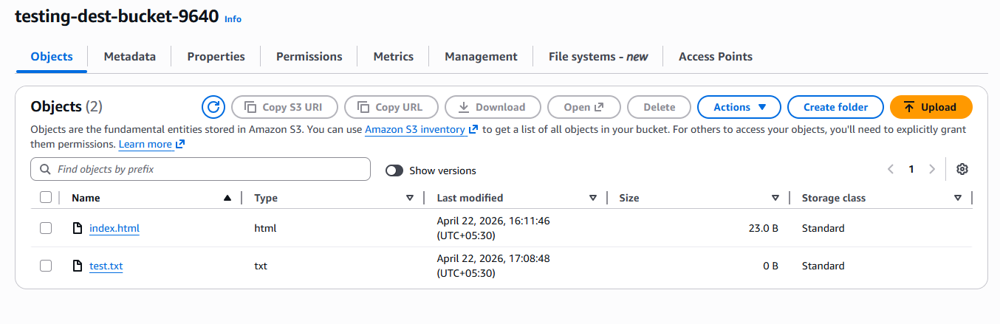 testing-dest-bucket-9640 Info
Objects Metadata Properties Permissions Metrics Management File systems - new Access Points
Objects (2) Copy S3 URI Copy URL Download Open Delete Actions Create folder Upload
Objects are the fundamental entities stored in Amazon S3. You can use Amazon S3 inventory to get a list of all objects in your bucket. For others to access your objects, you'll need to explicitly grant
them permissions. Learn more
Find objects by prefix Show versions 1
Name Type Last modified Size Storage class
index.html html April 22, 2026, 16:11:46 23.0 B Standard
(UTC+05:30)
test.txt txt April 22, 2026, 17:08:48 0 B Standard
(UTC+05:30)